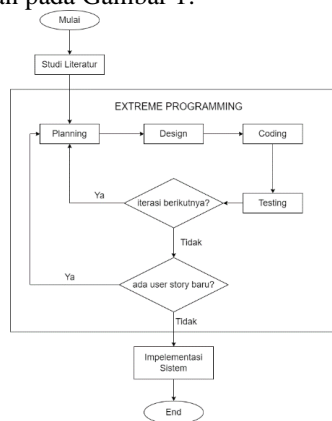 an pada Gambar 1.
Mulai
Studi Literatur
EXTREME PROGRAMMING
Planning
Design
Coding
Ya
iterasi berikutnya?
Testing
Tidak
Ya
ada user story baru?
Tidak
Impelementasi
Sistem
End